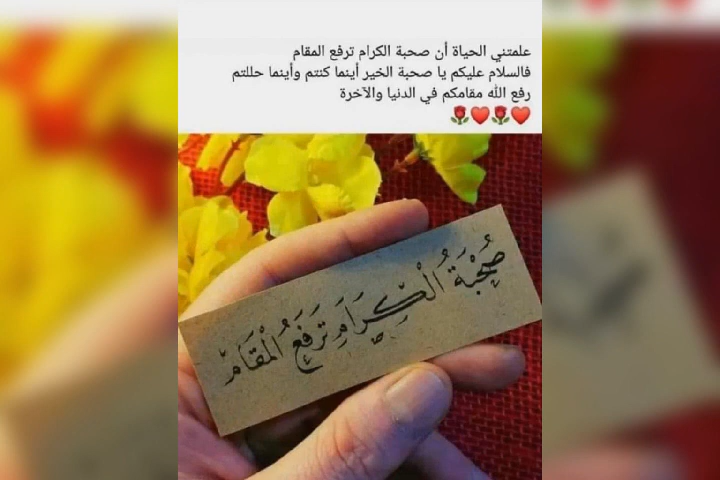 علمتني الحياة أن صحبة الكرام ترفع المقام
فالسلام عليكم يا صحبة الخير أينما كنتم وأينما حللتم
رفع الله مقامكم في الدنيا والآخرة
🌹❤️🌹❤️
صُحْبَةُ الْكِرَامِ تَرْفَعُ الْمَقَامْ